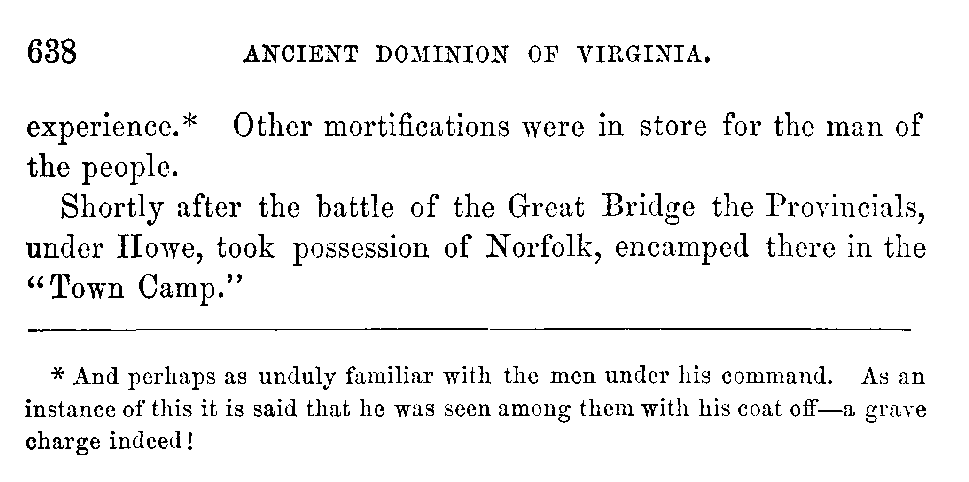 638 ANCIENT DOMINION OF VIRGINIA.
experience.* Other mortifications were in store for the man of
the people.
Shortly after the battle of the Great Bridge the Provincials,
under Howe, took possession of Norfolk, encamped there in the
“Town Camp.”
* And perhaps as unduly familiar with the men under his command. As an
instance of this it is said that he was seen among them with his coat off—a grave
charge indeed!